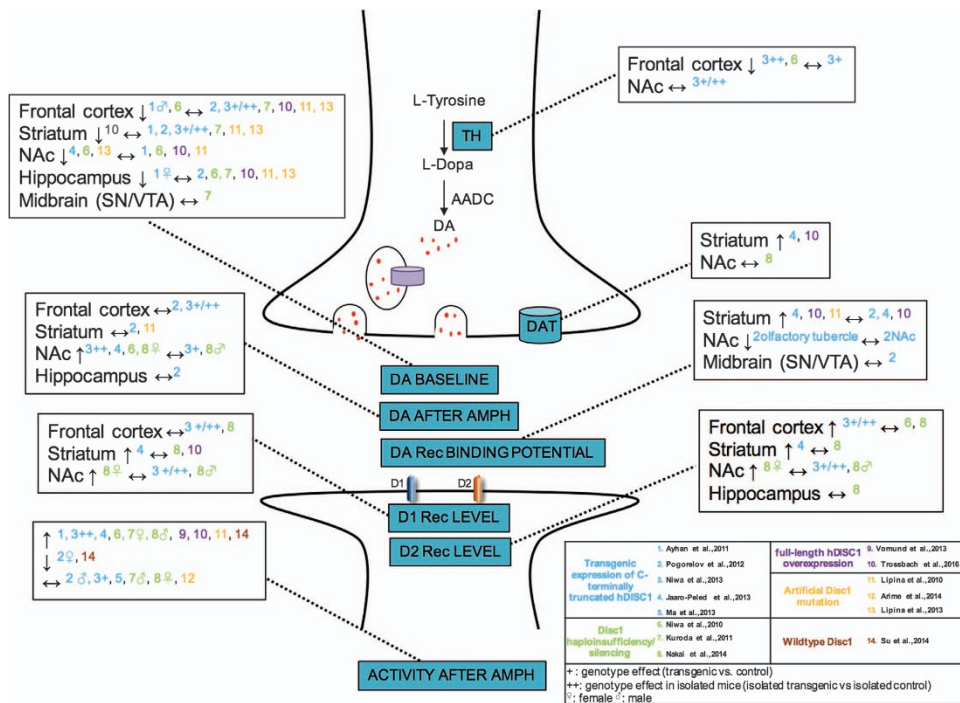 Frontal cortex ↓ 3++, 6 ↔ 3+
NAc ↔ 3+/++
L-Tyrosine
TH
L-Dopa
AADC
DA
Frontal cortex ↓ 1♂, 6 ↔ 2, 3+/++, 7, 10, 11, 13
Striatum ↓ 10 ↔ 1, 2, 3+/++, 7, 11, 13
NAc ↓ 4, 6, 13 ↔ 1, 6, 10, 11
Hippocampus ↓ 1♀ ↔ 2, 6, 7, 10, 11, 13
Midbrain (SN/VTA) ↔ 7
Striatum ↑ 4, 10
NAc ↔ 8
DAT
Frontal cortex ↔ 2, 3+/++
Striatum ↔ 2, 11
NAc ↑ 3++, 4, 6, 8♀ ↔ 3+, 8♂
Hippocampus ↔ 2
Striatum ↑ 4, 10, 11 ↔ 2, 4, 10
NAc ↓ 2olfactory tubercle ↔ 2NAc
Midbrain (SN/VTA) ↔ 2
DA BASELINE
DA AFTER AMPH
DA Rec BINDING POTENTIAL
Frontal cortex ↔ 3+/++, 8
Striatum ↑ 4 ↔ 8, 10
NAc ↑ 8♀ ↔ 3+/++, 8♂
Frontal cortex ↑ 3+/++ ↔ 6, 8
Striatum ↑ 4 ↔ 8
NAc ↑ 8♀ ↔ 3+/++, 8♂
Hippocampus ↔ 8
D1
D2
D1 Rec LEVEL
D2 Rec LEVEL
↑ 1, 3++, 4, 6, 7♀, 8♂, 9, 10, 11, 14
↓ 2♀, 14
↔ 2♂, 3+, 5, 7♂, 8♀, 12
ACTIVITY AFTER AMPH
Transgenic expression of C-terminally truncated hDISC1
1. Ayhan et al.,2011
2. Pogorelov et al.,2012
3. Niwa et al.,2013
4. Jaaro-Peled et al.,2013
5. Ma et al.,2013
Disc1 haploinsufficiency/ silencing
6. Niwa et al.,2010
7. Kuroda et al.,2011
8. Nakai et al.,2014
full-length hDISC1 overexpression
9. Vomund et al.,2013
10. Trossbach et al.,2016
Artificial Disc1 mutation
11. Lipina et al.,2010
12. Arime et al.,2014
13. Lipina et al.,2013
Wildtype Disc1
14. Su et al.,2014
+ : genotype effect (transgenic vs. control)
++ : genotype effect in isolated mice (isolated transgenic vs isolated control)
♀: female ♂: male